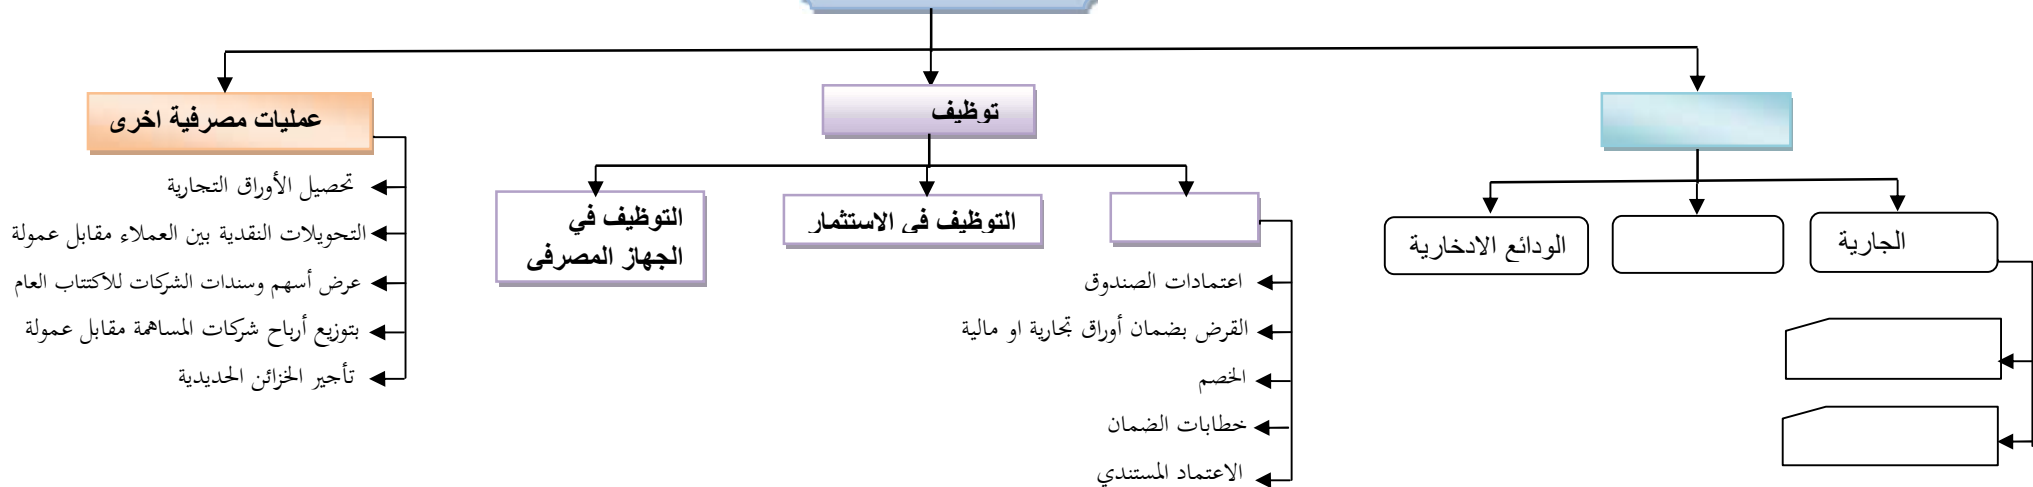 توظيف
عمليات مصرفية اخرى
الجارية
الودائع الادخارية
التوظيف في الاستثمار
التوظيف في
الجهاز المصرفي
اعتمادات الصندوق
القرض بضمان أوراق تجارية او مالية
الخصم
خطابات الضمان
الاعتماد المستندي
تحصيل الأوراق التجارية
التحويلات النقدية بين العملاء مقابل عمولة
عرض أسهم وسندات الشركات للاكتتاب العام
بتوزيع أرباح شركات المساهمة مقابل عمولة
تأجير الخزائن الحديدية